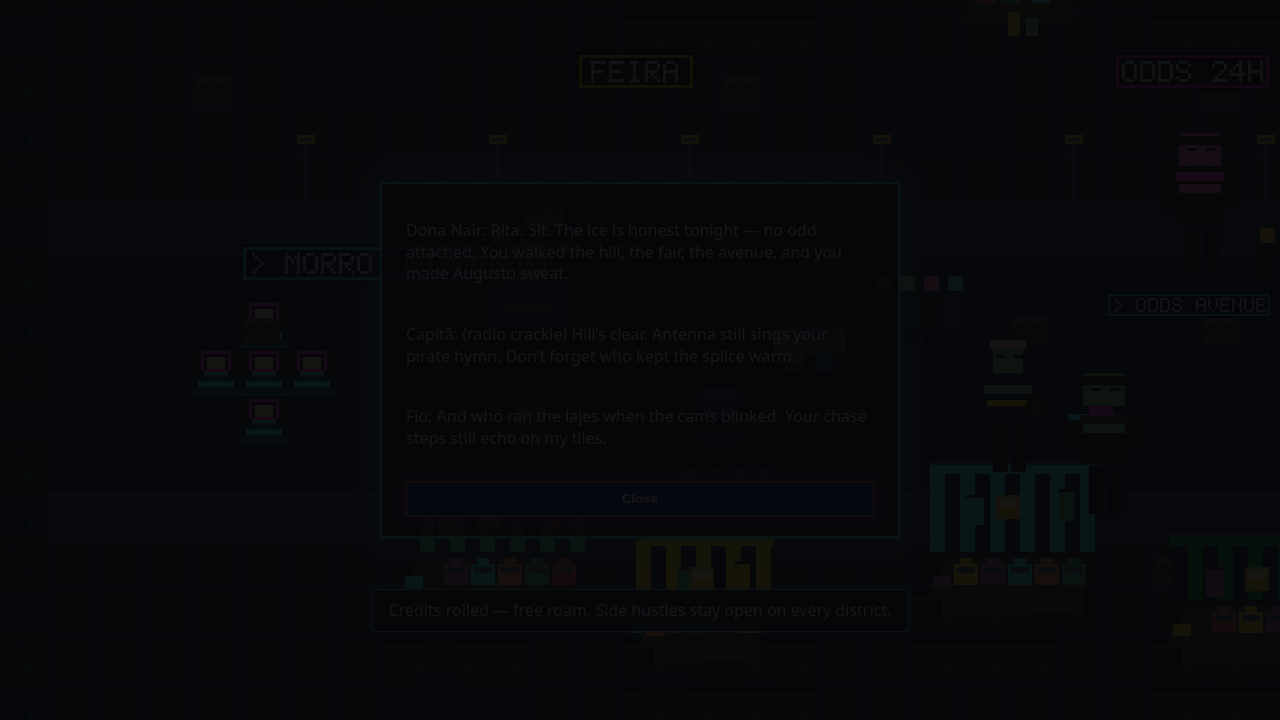 FEIRA
ODDS 24H
> MORRO
> ODDS AVENUE
Dona Nair: Rita. Sit. The ice is honest tonight — no odd
attached. You walked the hill, the fair, the avenue, and you
made Augusto sweat.
Capitã: (radio crackle) Hill's clear. Antenna still sings your
pirate hymn. Don't forget who kept the splice warm.
Fio: And who ran the lajes when the cams blinked. Your chase
steps still echo on my tiles.
Close
Credits rolled — free roam. Side hustles stay open on every district.